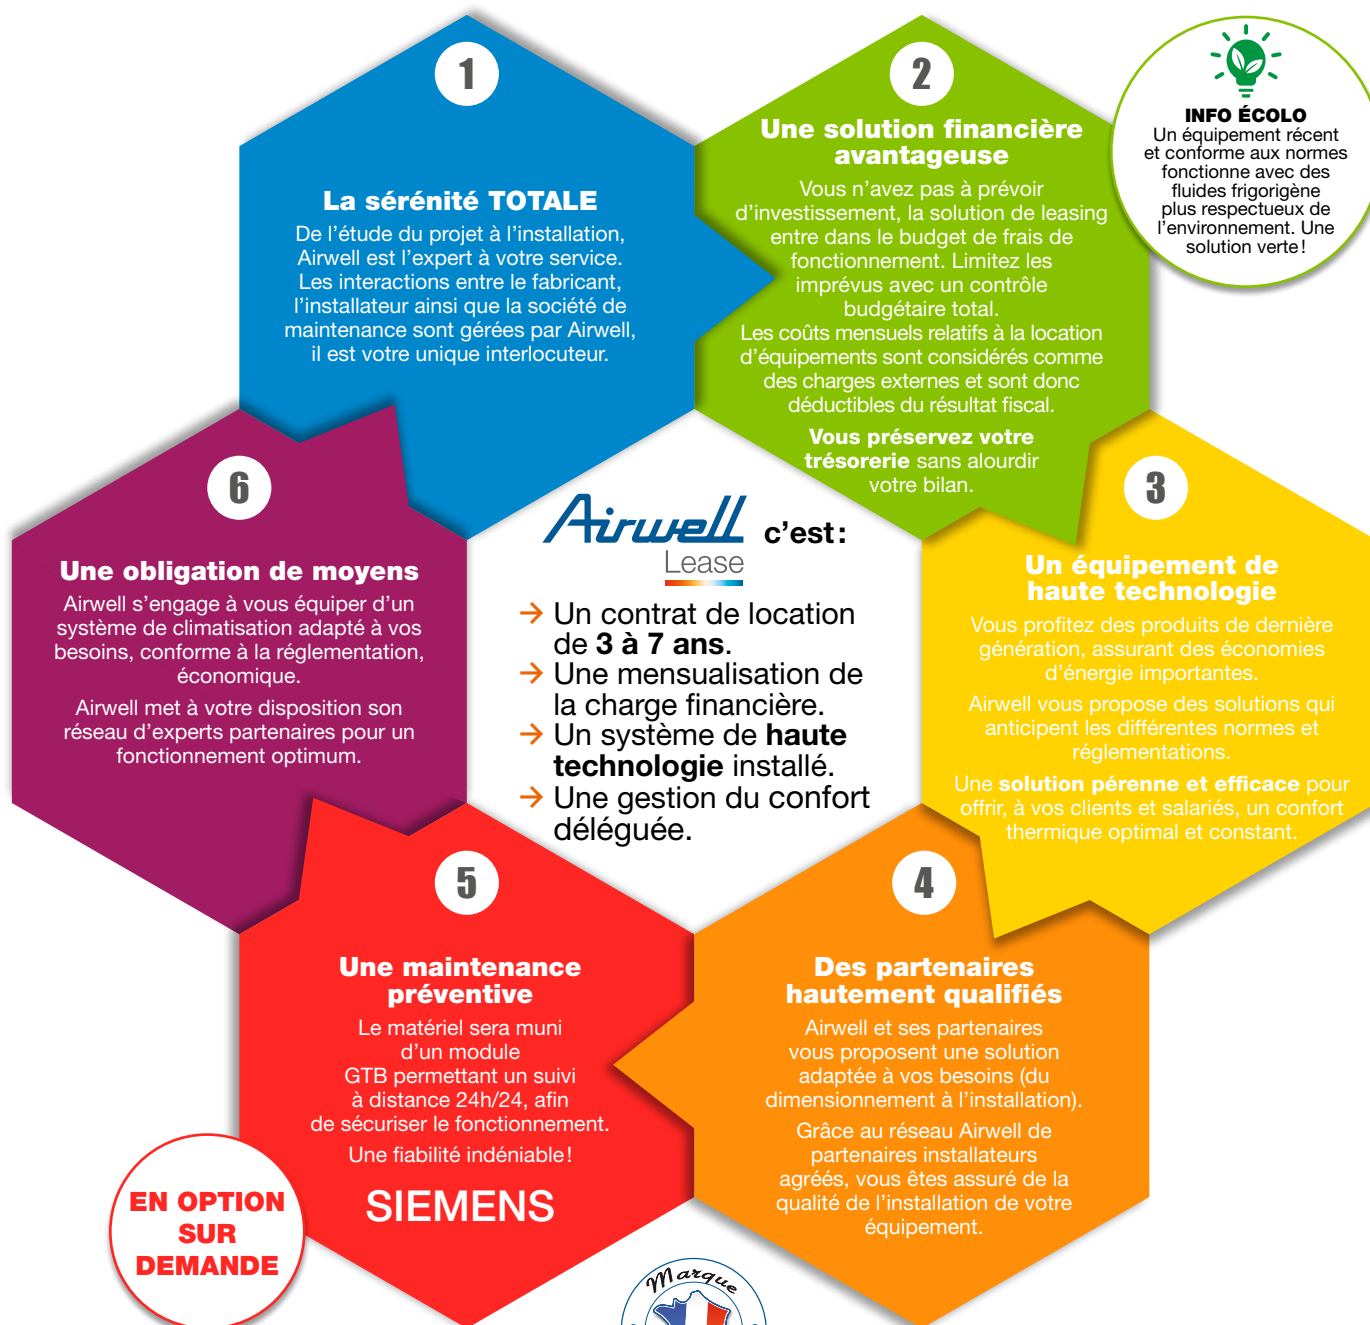 1
La sérénité TOTALE
De l’étude du projet à l’installation,
Airwell est l’expert à votre service.
Les interactions entre le fabricant,
l’installateur ainsi que la société de
maintenance sont gérées par Airwell,
il est votre unique interlocuteur.
2
Une solution financière
avantageuse
Vous n’avez pas à prévoir
d’investissement, la solution de leasing
entre dans le budget de frais de
fonctionnement. Limitez les
imprévus avec un contrôle
budgétaire total.
Les coûts mensuels relatifs à la location
d’équipements sont considérés comme
des charges externes et sont donc
déductibles du résultat fiscal.
Vous préservez votre
trésorerie sans alourdir
votre bilan.
INFO ÉCOLO
Un équipement récent
et conforme aux normes
fonctionne avec des
fluides frigorigène
plus respectueux de
l’environnement. Une
solution verte !
3
Un équipement de
haute technologie
Vous profitez des produits de dernière
génération, assurant des économies
d’énergie importantes.
Airwell vous propose des solutions qui
anticipent les différentes normes et
réglementations.
Une solution pérenne et efficace pour
offrir, à vos clients et salariés, un confort
thermique optimal et constant.
4
Des partenaires
hautement qualifiés
Airwell et ses partenaires
vous proposent une solution
adaptée à vos besoins (du
dimensionnement à l’installation).
Grâce au réseau Airwell de
partenaires installateurs
agréés, vous êtes assuré de la
qualité de l’installation de votre
équipement.
5
Une maintenance
préventive
Le matériel sera muni
d’un module
GTB permettant un suivi
à distance 24h/24, afin
de sécuriser le fonctionnement.
Une fiabilité indéniable !
SIEMENS
EN OPTION
SUR
DEMANDE
6
Une obligation de moyens
Airwell s’engage à vous équiper d’un
système de climatisation adapté à vos
besoins, conforme à la réglementation,
économique.
Airwell met à votre disposition son
réseau d’experts partenaires pour un
fonctionnement optimum.
Airwell c’est :
Lease
→ Un contrat de location
de 3 à 7 ans.
→ Une mensualisation de
la charge financière.
→ Un système de haute
technologie installé.
→ Une gestion du confort
déléguée.
Marque